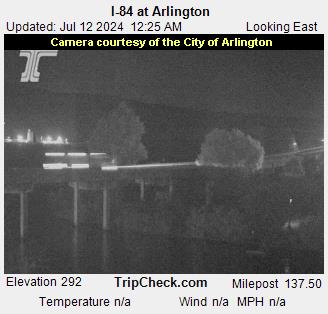 I-84 at Arlington
Updated: Jul 12 2024 12:25 AM Looking East
Camera courtesy of the City of Arlington
Elevation 292 TripCheck.com Milepost 137.50
Temperature n/a Wind n/a MPH n/a